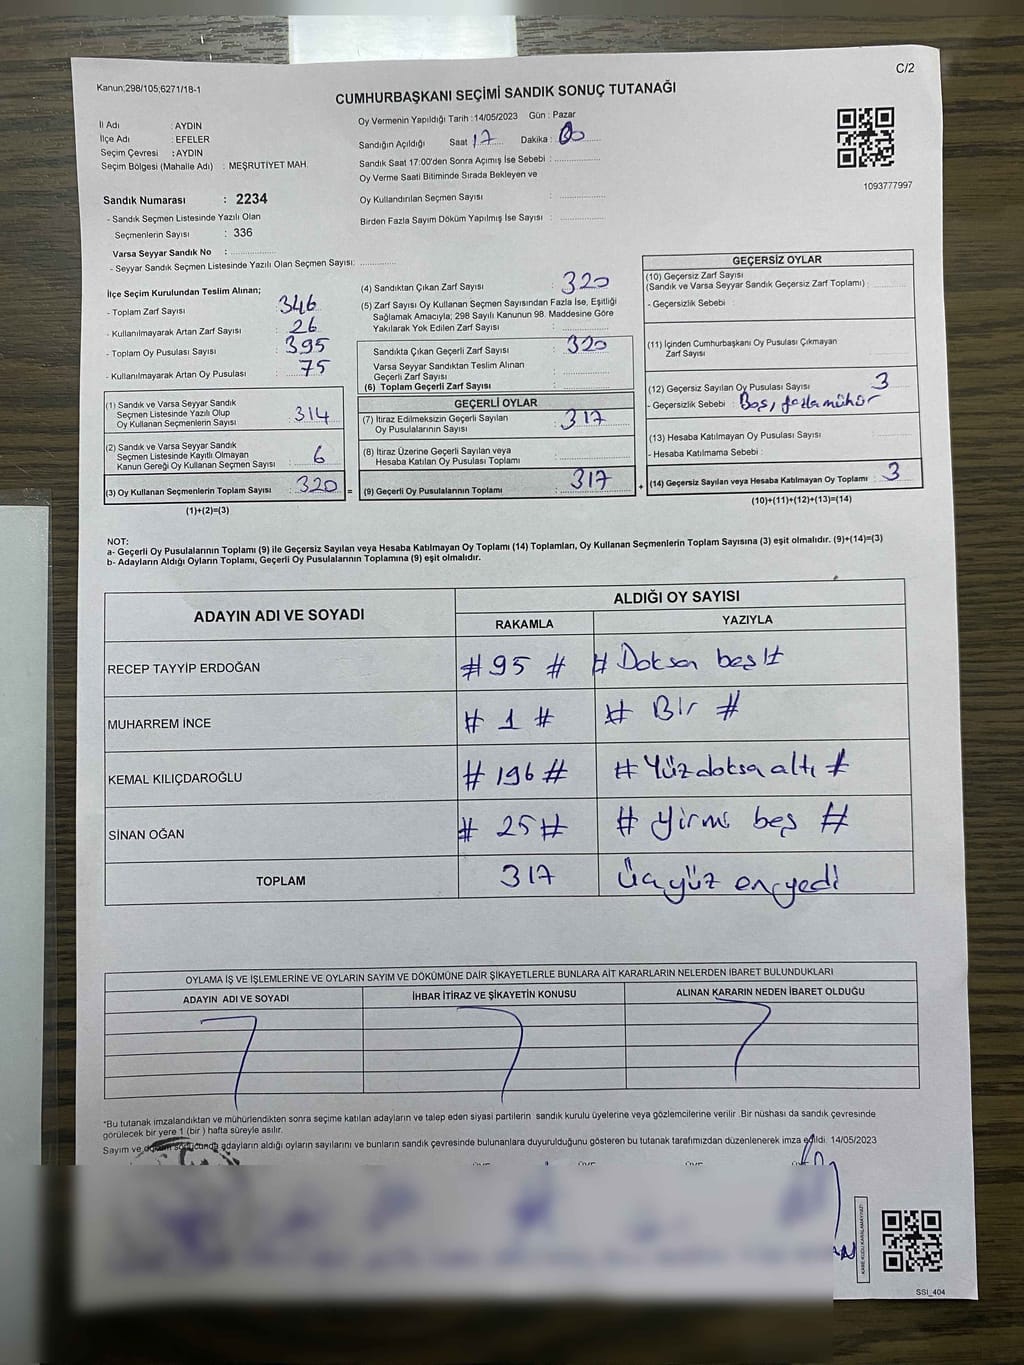 C/2
Kanun;298/105;6271/18-1
CUMHURBAŞKANI SEÇİMİ SANDIK SONUÇ TUTANAĞI
İl Adı : AYDIN
İlçe Adı : EFELER
Seçim Çevresi : AYDIN
Seçim Bölgesi (Mahalle Adı) : MEŞRUTİYET MAH.
Oy Vermenin Yapıldığı Tarih :14/05/2023 Gün : Pazar
Sandığın Açıldığı Saat 17 Dakika : 00
Sandık Saat 17:00'den Sonra Açımış İse Sebebi :
Oy Verme Saati Bitiminde Sırada Bekleyen ve
Oy Kullandırılan Seçmen Sayısı :
Birden Fazla Sayım Döküm Yapılmış İse Sayısı :
1093777997
Sandık Numarası : 2234
- Sandık Seçmen Listesinde Yazılı Olan
Seçmenlerin Sayısı : 336
Varsa Seyyar Sandık No :
- Seyyar Sandık Seçmen Listesinde Yazılı Olan Seçmen Sayısı:
İlçe Seçim Kurulundan Teslim Alınan;
- Toplam Zarf Sayısı : 346
- Kullanılmayarak Artan Zarf Sayısı : 26
- Toplam Oy Pusulası Sayısı : 395
- Kullanılmayarak Artan Oy Pusulası : 75
(1) Sandık ve Varsa Seyyar Sandık
Seçmen Listesinde Yazılı Olup
Oy Kullanan Seçmenlerin Sayısı : 314
(2) Sandık ve Varsa Seyyar Sandık
Seçmen Listesinde Kayıtlı Olmayan
Kanun Gereği Oy Kullanan Seçmen Sayısı : 6
(3) Oy Kullanan Seçmenlerin Toplam Sayısı : 320 =
(1)+(2)=(3)
(4) Sandıktan Çıkan Zarf Sayısı : 320
(5) Zarf Sayısı Oy Kullanan Seçmen Sayısından Fazla İse, Eşitliği
Sağlamak Amacıyla; 298 Sayılı Kanunun 98. Maddesine Göre
Yakılarak Yok Edilen Zarf Sayısı :
Sandıkta Çıkan Geçerli Zarf Sayısı : 320
Varsa Seyyar Sandıktan Teslim Alınan
Geçerli Zarf Sayısı :
(6) Toplam Geçerli Zarf Sayısı :
GEÇERLİ OYLAR
(7) İtiraz Edilmeksizin Geçerli Sayılan
Oy Pusulalarının Sayısı : 317
(8) İtiraz Üzerine Geçerli Sayılan veya
Hesaba Katılan Oy Pusulası Toplamı :
(9) Geçerli Oy Pusulalarının Toplamı : 317 +
GEÇERSİZ OYLAR
(10) Geçersiz Zarf Sayısı
(Sandık ve Varsa Seyyar Sandık Geçersiz Zarf Toplamı) :
- Geçersizlik Sebebi :
(11) İçinden Cumhurbaşkanı Oy Pusulası Çıkmayan
Zarf Sayısı :
(12) Geçersiz Sayılan Oy Pusulası Sayısı : 3
- Geçersizlik Sebebi : Boş, fazla mühür
(13) Hesaba Katılmayan Oy Pusulası Sayısı :
- Hesaba Katılmama Sebebi :
(14) Geçersiz Sayılan veya Hesaba Katılmayan Oy Toplamı : 3
(10)+(11)+(12)+(13)=(14)
NOT:
a- Geçerli Oy Pusulalarının Toplamı (9) ile Geçersiz Sayılan veya Hesaba Katılmayan Oy Toplamı (14) Toplamları, Oy Kullanan Seçmenlerin Toplam Sayısına (3) eşit olmalıdır. (9)+(14)=(3)
b- Adayların Aldığı Oyların Toplamı, Geçerli Oy Pusulalarının Toplamına (9) eşit olmalıdır.
ADAYIN ADI VE SOYADI ALDIĞI OY SAYISI
RAKAMLA YAZIYLA
RECEP TAYYİP ERDOĞAN # 95 # # Doksan beş #
MUHARREM İNCE # 1 # # Bir #
KEMAL KILIÇDAROĞLU # 196 # # Yüzdoksa altı #
SİNAN OĞAN # 25 # # Yirmi beş #
TOPLAM 317 Üçyüz onyedi
OYLAMA İŞ VE İŞLEMLERİNE VE OYLARIN SAYIM VE DÖKÜMÜNE DAİR ŞİKAYETLERLE BUNLARA AİT KARARLARIN NELERDEN İBARET BULUNDUKLARI
ADAYIN ADI VE SOYADI İHBAR İTİRAZ VE ŞİKAYETİN KONUSU ALINAN KARARIN NEDEN İBARET OLDUĞU
*Bu tutanak imzalandıktan ve mühürlendikten sonra seçime katılan adayların ve talep eden siyasi partilerin sandık kurulu üyelerine veya gözlemcilerine verilir .Bir nüshası da sandık çevresinde
görülecek bir yere 1 (bir ) hafta süreyle asılır.
Sayım ve döküm sonucunda adayların aldığı oyların sayılarını ve bunların sandık çevresinde bulunanlara duyurulduğunu gösteren bu tutanak tarafımızdan düzenlenerek imza edildi. 14/05/2023
SSI_404